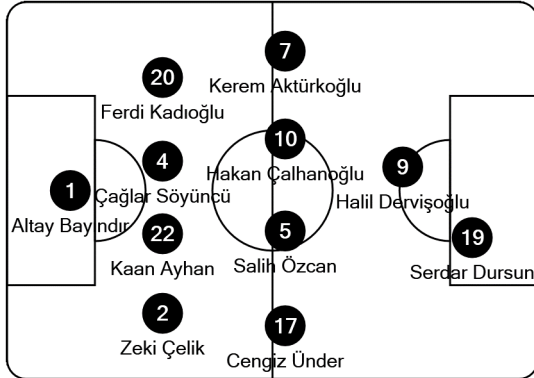 7
Kerem Aktürkoğlu
20
Ferdi Kadıoğlu
10
Hakan Çalhanoğlu
4
Çağlar Söyüncü
9
Halil Dervişoğlu
1
Altay Bayındır
22
Kaan Ayhan
5
Salih Özcan
19
Serdar Dursun
2
Zeki Çelik
17
Cengiz Ünder